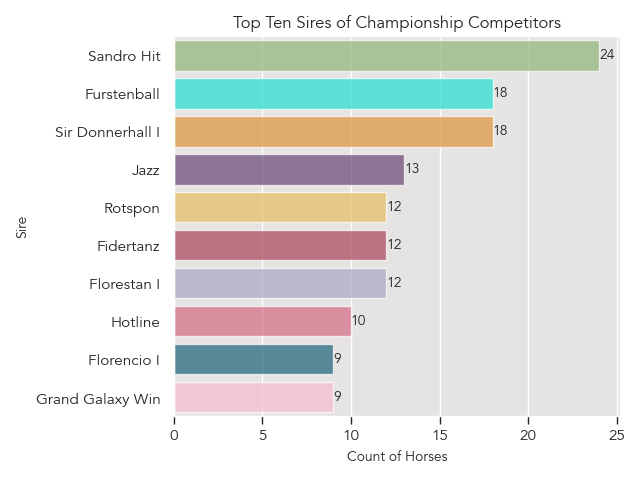 Top Ten Sires of Championship Competitors
Sandro Hit 24
Furstenball 18
Sir Donnerhall I 18
Jazz 13
Rotspon 12
Fidertanz 12
Florestan I 12
Hotline 10
Florencio I 9
Grand Galaxy Win 9
Sire
0 5 10 15 20 25
Count of Horses